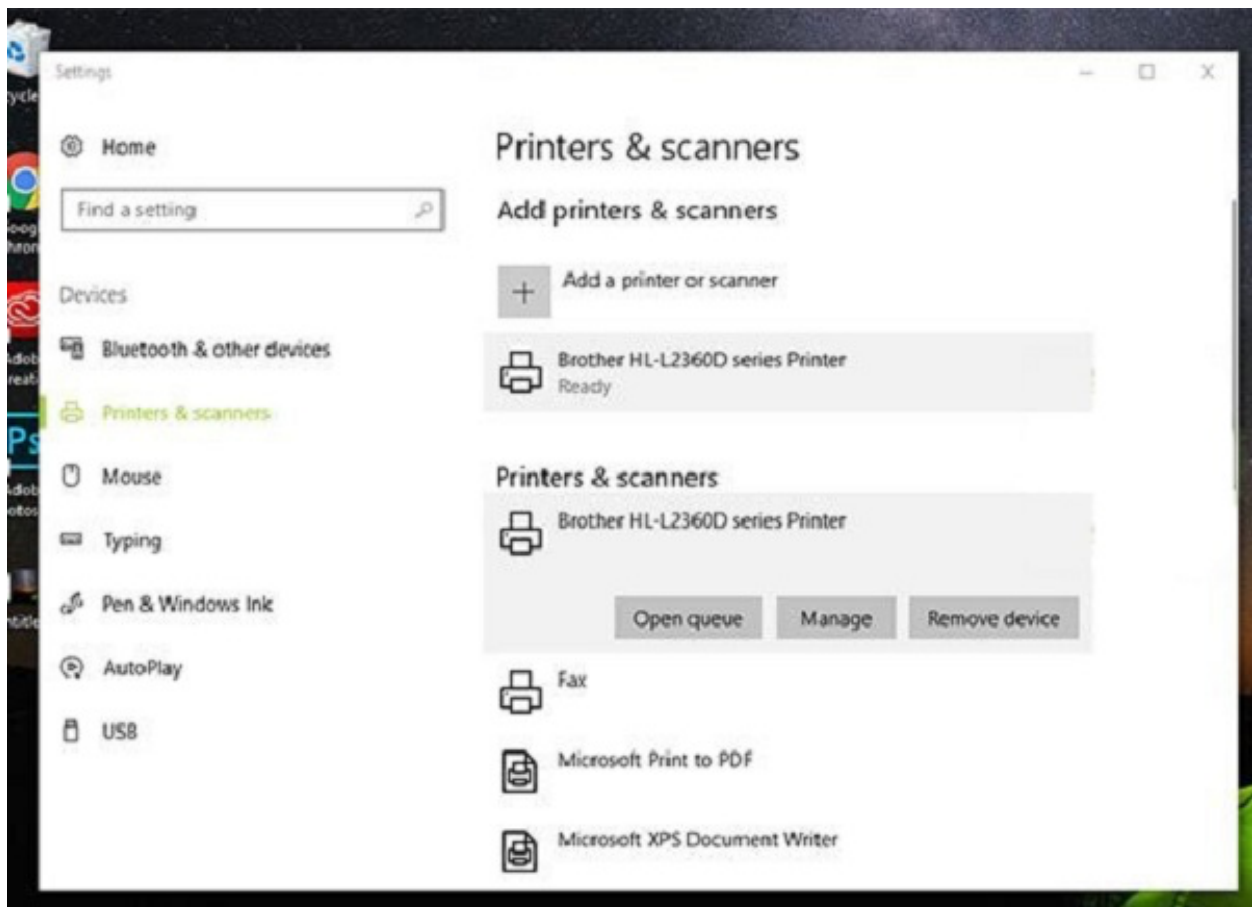 Settings
Home
Find a setting
Devices
Bluetooth & other devices
Printers & scanners
Mouse
Typing
Pen & Windows Ink
AutoPlay
USB
Printers & scanners
Add printers & scanners
Add a printer or scanner
Brother HL-L2360D series Printer
Ready
Printers & scanners
Brother HL-L2360D series Printer
Open queue
Manage
Remove device
Fax
Microsoft Print to PDF
Microsoft XPS Document Writer
Ps